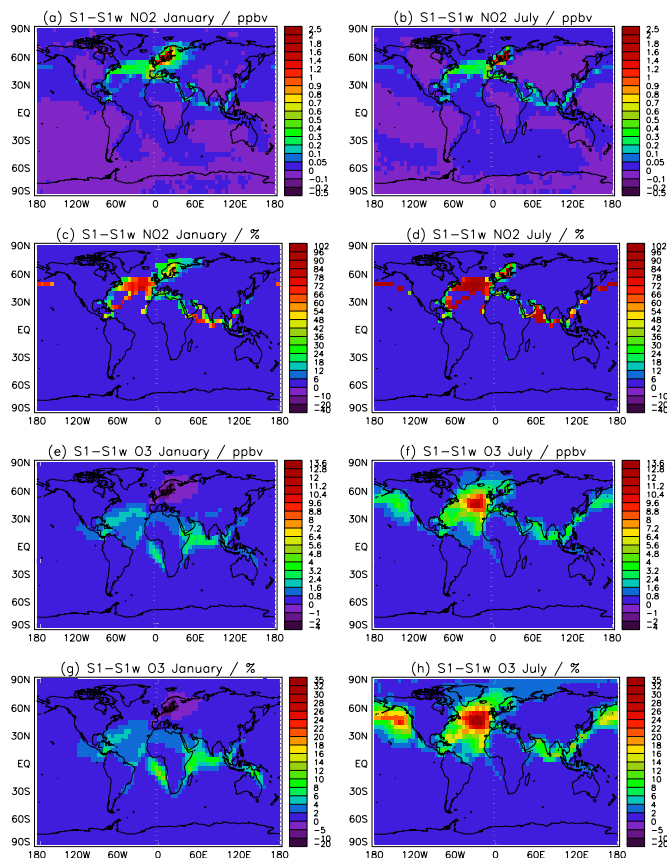 (a) S1-S1w NO2 January / ppbv
90N
60N
30N
EQ
30S
60S
90S
180
120W
60W
0
60E
120E
180
2.5
2
1.8
1.6
1.4
1.2
1
0.9
0.8
0.7
0.6
0.5
0.4
0.3
0.2
0.1
0.05
0
-0.1
-0.2
-0.5
(b) S1-S1w NO2 July / ppbv
90N
60N
30N
EQ
30S
60S
90S
180
120W
60W
0
60E
120E
180
2.5
2
1.8
1.6
1.4
1.2
1
0.9
0.8
0.7
0.6
0.5
0.4
0.3
0.2
0.1
0.05
0
-0.1
-0.2
-0.5
(c) S1-S1w NO2 January / %
90N
60N
30N
EQ
30S
60S
90S
180
120W
60W
0
60E
120E
180
102
96
90
84
78
72
66
60
54
48
42
36
30
24
18
12
6
0
-10
-20
-40
(d) S1-S1w NO2 July / %
90N
60N
30N
EQ
30S
60S
90S
180
120W
60W
0
60E
120E
180
102
96
90
84
78
72
66
60
54
48
42
36
30
24
18
12
6
0
-10
-20
-40
(e) S1-S1w O3 January / ppbv
90N
60N
30N
EQ
30S
60S
90S
180
120W
60W
0
60E
120E
180
13.6
12.8
12
11.2
10.4
9.6
8.8
8
7.2
6.4
5.6
4.8
4
3.2
2.4
1.6
0.8
0
-1
-2
-4
(f) S1-S1w O3 July / ppbv
90N
60N
30N
EQ
30S
60S
90S
180
120W
60W
0
60E
120E
180
13.6
12.8
12
11.2
10.4
9.6
8.8
8
7.2
6.4
5.6
4.8
4
3.2
2.4
1.6
0.8
0
-1
-2
-4
(g) S1-S1w O3 January / %
90N
60N
30N
EQ
30S
60S
90S
180
120W
60W
0
60E
120E
180
35
32
30
28
26
24
22
20
18
16
14
12
10
8
6
4
2
0
-5
-10
-20
(h) S1-S1w O3 July / %
90N
60N
30N
EQ
30S
60S
90S
180
120W
60W
0
60E
120E
180
35
32
30
28
26
24
22
20
18
16
14
12
10
8
6
4
2
0
-5
-10
-20